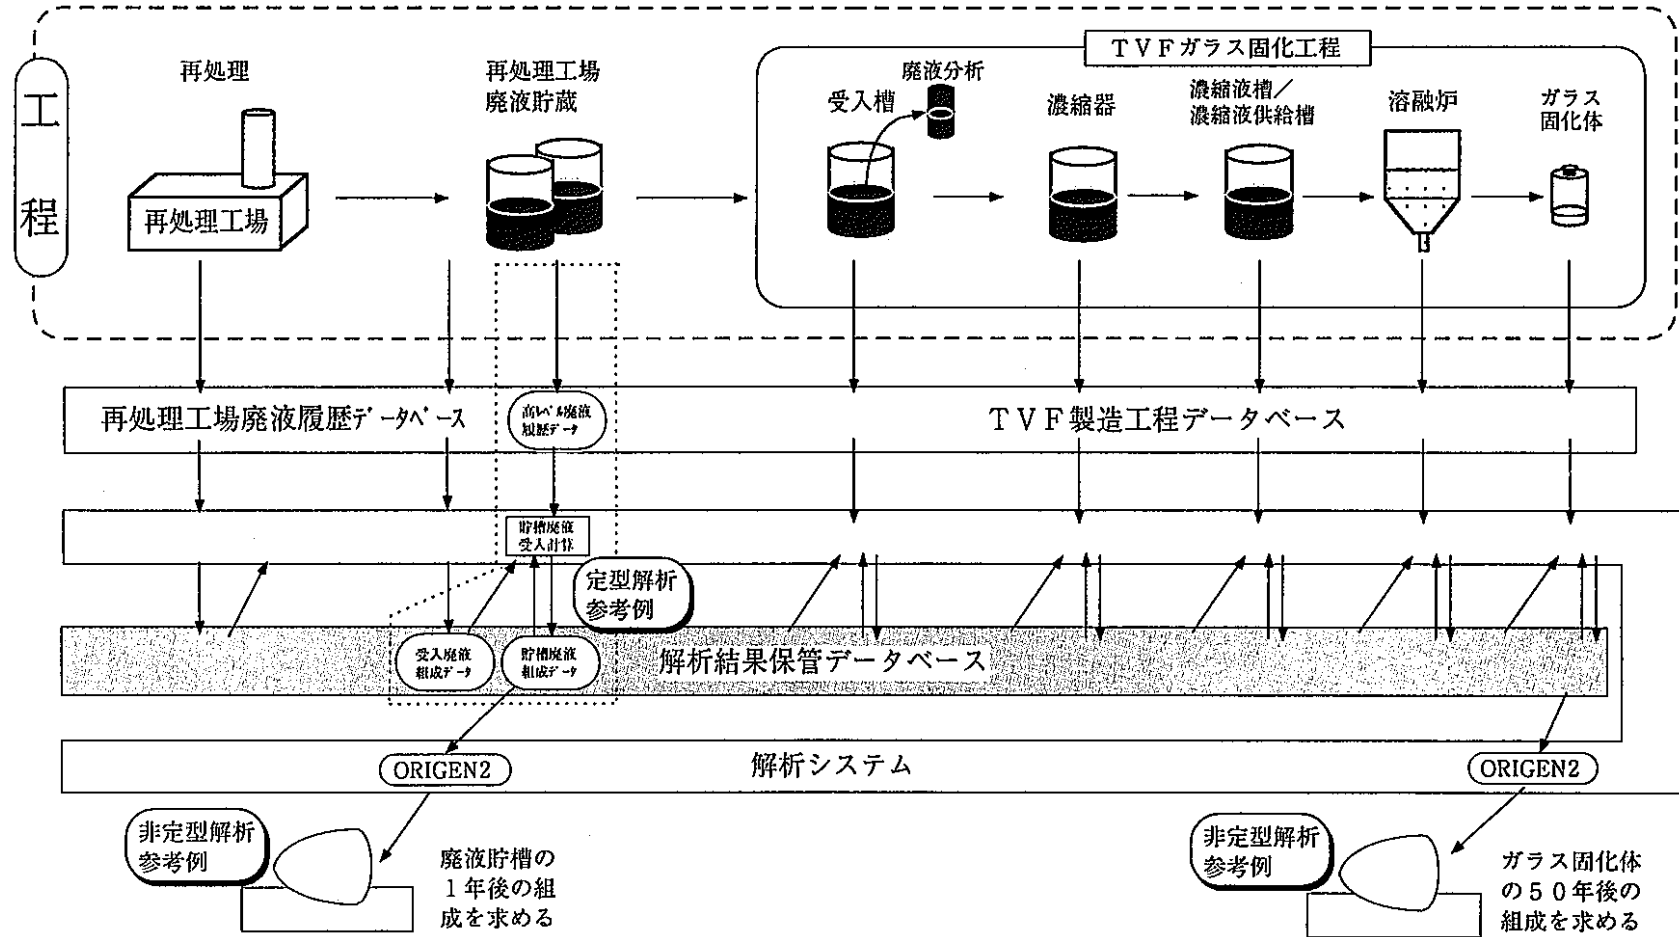 TVFガラス固化工程
工
程
再処理
再処理工場
再処理工場
廃液貯蔵
受入槽
廃液分析
濃縮器
濃縮液槽/
濃縮液供給槽
溶融炉
ガラス
固化体
再処理工場廃液履歴データベース
高レベル廃液
履歴データ
TVF製造工程データベース
貯槽廃液
受入計算
定型解析
参考例
受入廃液
組成データ
貯槽廃液
組成データ
解析結果保管データベース
ORIGEN2
解析システム
ORIGEN2
非定型解析
参考例
廃液貯槽の
1年後の組
成を求める
非定型解析
参考例
ガラス固化体
の50年後の
組成を求める